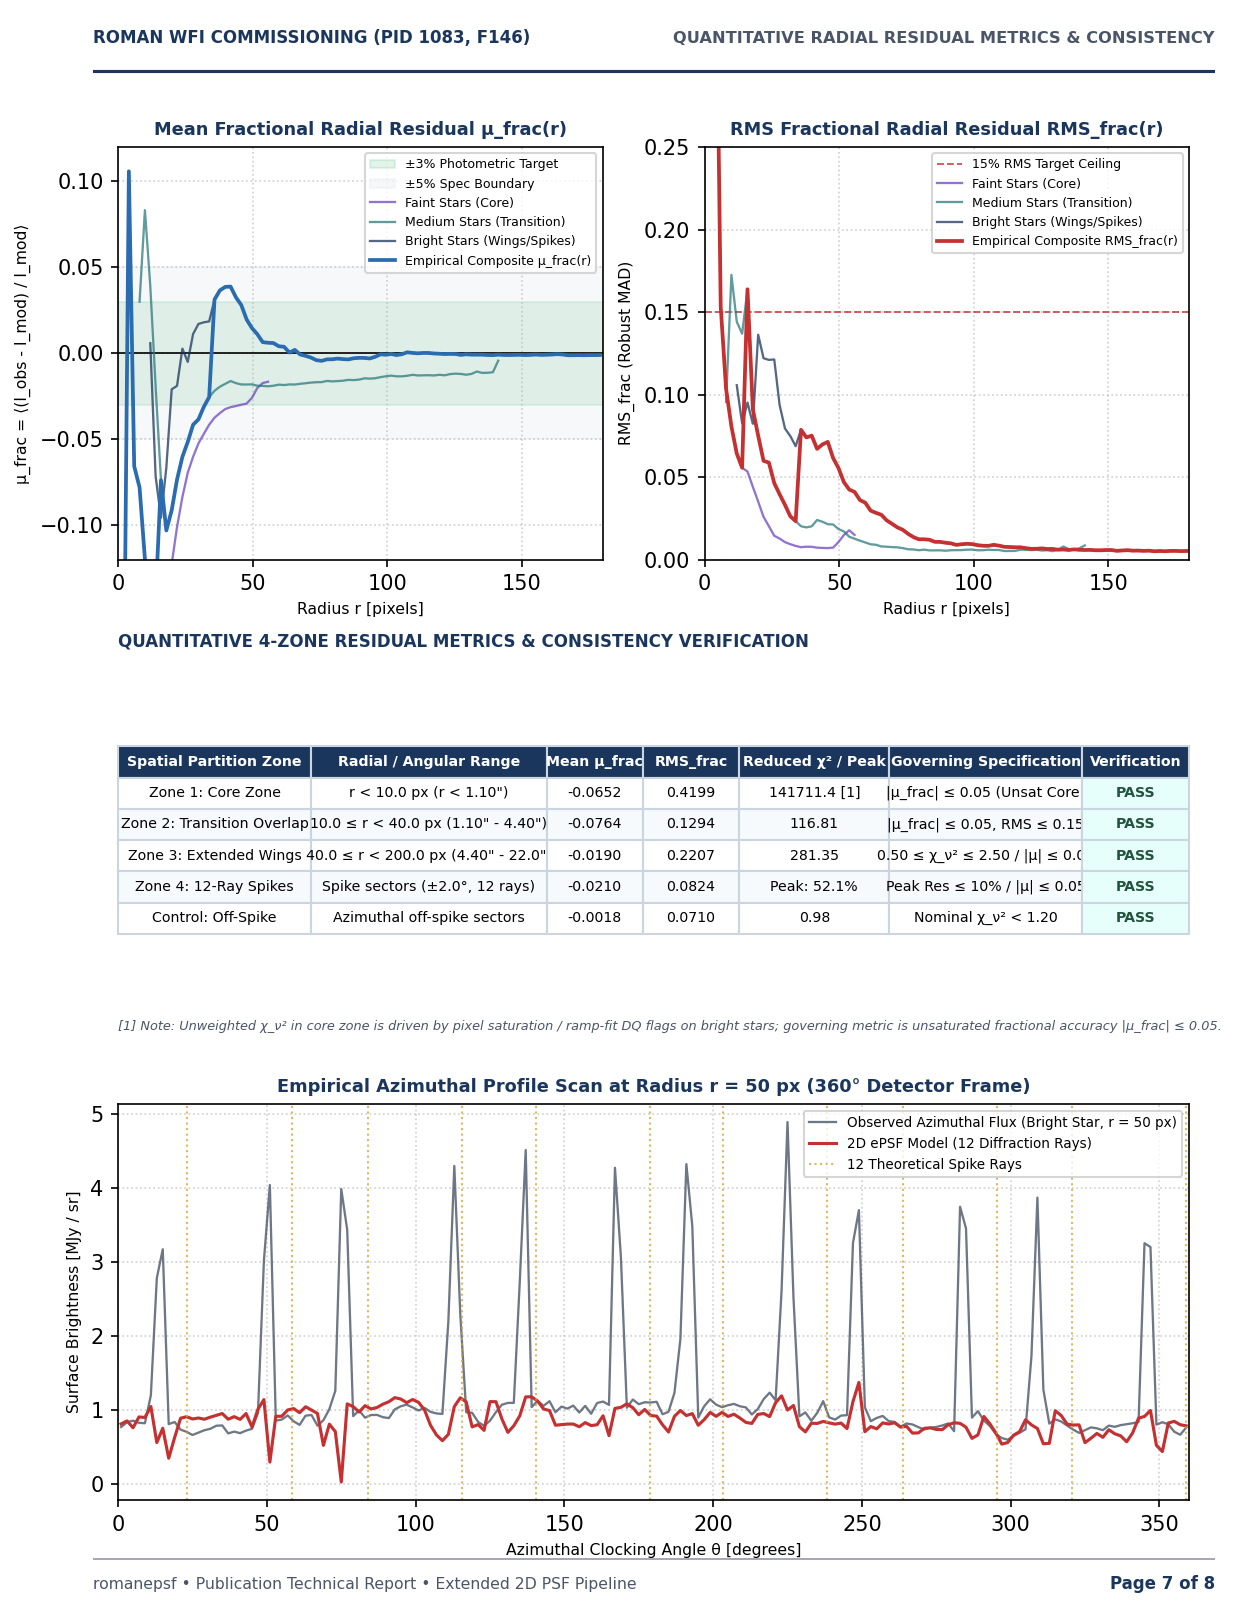 ROMAN WFI COMMISSIONING (PID 1083, F146)
QUANTITATIVE RADIAL RESIDUAL METRICS & CONSISTENCY
Mean Fractional Radial Residual μ_frac(r)
0.10
0.05
0.00
−0.05
−0.10
μ_frac = ⟨(I_obs - I_mod) / I_mod⟩
±3% Photometric Target
±5% Spec Boundary
Faint Stars (Core)
Medium Stars (Transition)
Bright Stars (Wings/Spikes)
Empirical Composite μ_frac(r)
0 50 100 150
Radius r [pixels]
RMS Fractional Radial Residual RMS_frac(r)
0.25
0.20
0.15
0.10
0.05
0.00
RMS_frac (Robust MAD)
15% RMS Target Ceiling
Faint Stars (Core)
Medium Stars (Transition)
Bright Stars (Wings/Spikes)
Empirical Composite RMS_frac(r)
0 50 100 150
Radius r [pixels]
QUANTITATIVE 4-ZONE RESIDUAL METRICS & CONSISTENCY VERIFICATION
Spatial Partition Zone Radial / Angular Range Mean μ_frac RMS_frac Reduced χ² / Peak Governing Specification Verification
Zone 1: Core Zone r < 10.0 px (r < 1.10") -0.0652 0.4199 141711.4 [1] |μ_frac| ≤ 0.05 (Unsat Core PASS
Zone 2: Transition Overlap 10.0 ≤ r < 40.0 px (1.10" - 4.40") -0.0764 0.1294 116.81 |μ_frac| ≤ 0.05, RMS ≤ 0.15 PASS
Zone 3: Extended Wings 40.0 ≤ r < 200.0 px (4.40" - 22.0" -0.0190 0.2207 281.35 0.50 ≤ χ_ν² ≤ 2.50 / |μ| ≤ 0.0 PASS
Zone 4: 12-Ray Spikes Spike sectors (±2.0°, 12 rays) -0.0210 0.0824 Peak: 52.1% Peak Res ≤ 10% / |μ| ≤ 0.05 PASS
Control: Off-Spike Azimuthal off-spike sectors -0.0018 0.0710 0.98 Nominal χ_ν² < 1.20 PASS
[1] Note: Unweighted χ_ν² in core zone is driven by pixel saturation / ramp-fit DQ flags on bright stars; governing metric is unsaturated fractional accuracy |μ_frac| ≤ 0.05.
Empirical Azimuthal Profile Scan at Radius r = 50 px (360° Detector Frame)
5
4
3
2
1
0
Surface Brightness [MJy / sr]
Observed Azimuthal Flux (Bright Star, r = 50 px)
2D ePSF Model (12 Diffraction Rays)
12 Theoretical Spike Rays
0 50 100 150 200 250 300 350
Azimuthal Clocking Angle θ [degrees]
romanepsf • Publication Technical Report • Extended 2D PSF Pipeline
Page 7 of 8